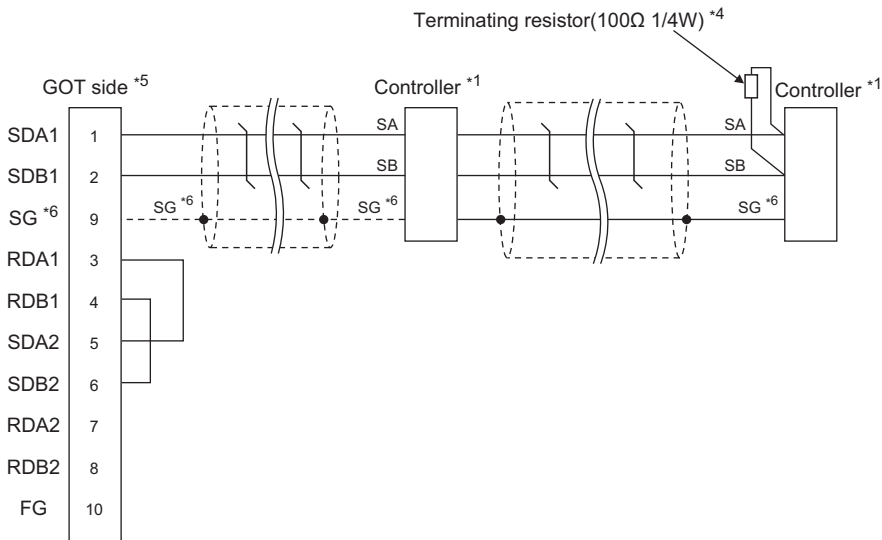 Terminating resistor(100Ω 1/4W) *4
GOT side *5
Controller *1
Controller *1
SDA1 1 SA SA
SDB1 2 SB SB
SG *6 9 SG *6 SG *6 SG *6
RDA1 3
RDB1 4
SDA2 5
SDB2 6
RDA2 7
RDB2 8
FG 10